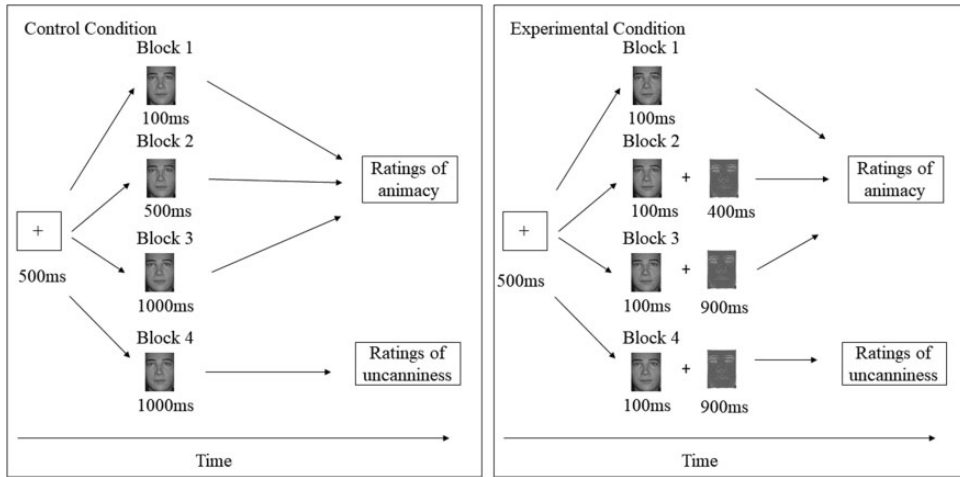 Control Condition
Block 1
100ms
Block 2
500ms
Block 3
1000ms
Block 4
1000ms
+
500ms
Ratings of
animacy
Ratings of
uncanniness
Time
Experimental Condition
Block 1
100ms
Block 2
+
100ms 400ms
Block 3
+
100ms 900ms
Block 4
+
100ms 900ms
+
500ms
Ratings of
animacy
Ratings of
uncanniness
Time